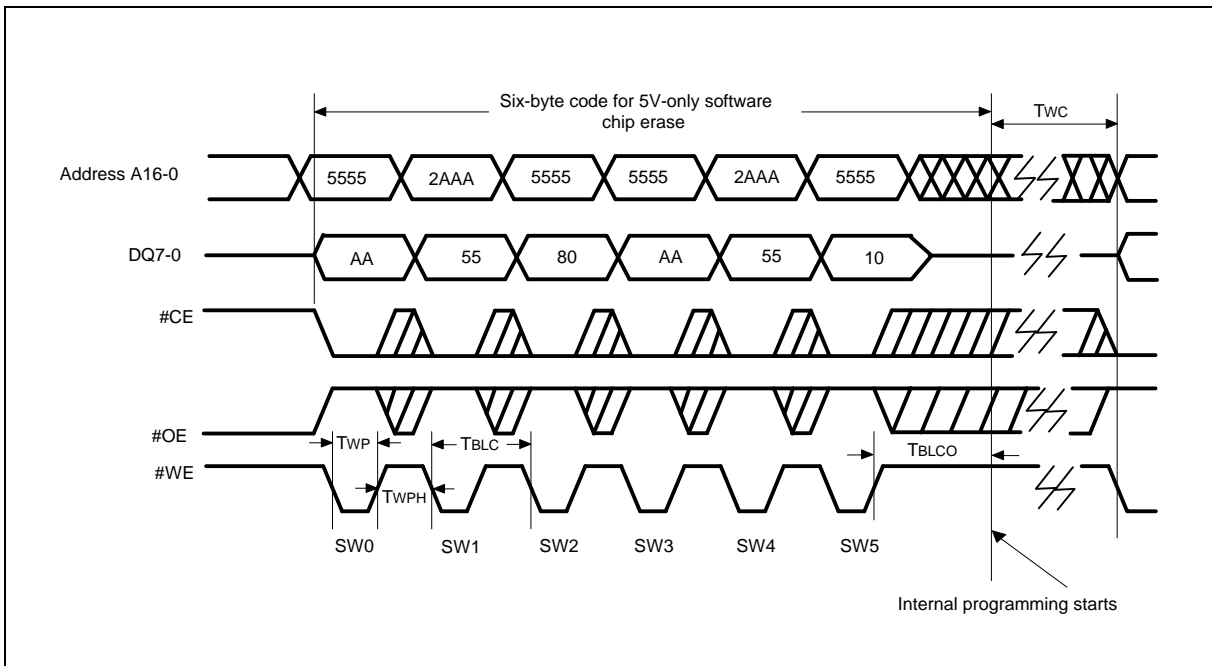 Six-byte code for 5V-only software
chip erase
TWC
Address A16-0
5555
2AAA
5555
5555
2AAA
5555
DQ7-0
AA
55
80
AA
55
10
#CE
#OE
TWP
TBLC
TBLCO
#WE
TWPH
SW0
SW1
SW2
SW3
SW4
SW5
Internal programming starts